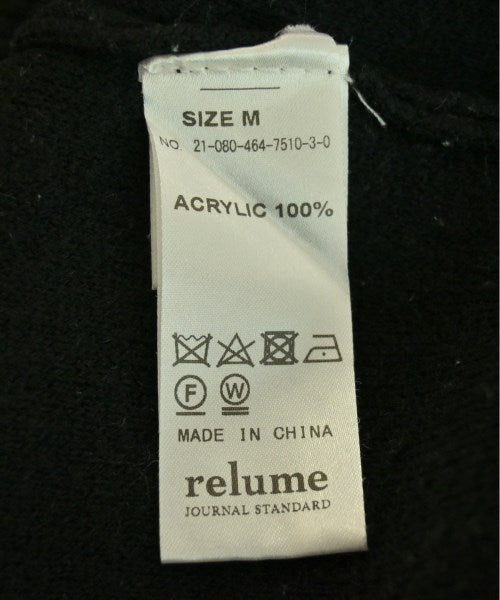 SIZE M
NO. 21-080-464-7510-3-0
ACRYLIC 100%
F W
MADE IN CHINA
relume
JOURNAL STANDARD